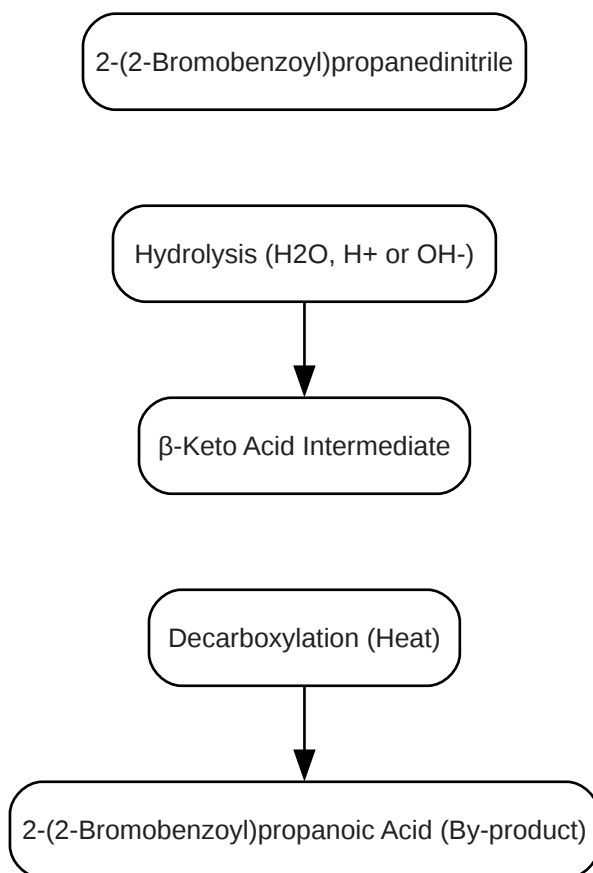 2-(2-Bromobenzoyl)propanedinitrile
Hydrolysis (H2O, H+ or OH-)
β-Keto Acid Intermediate
Decarboxylation (Heat)
2-(2-Bromobenzoyl)propanoic Acid (By-product)